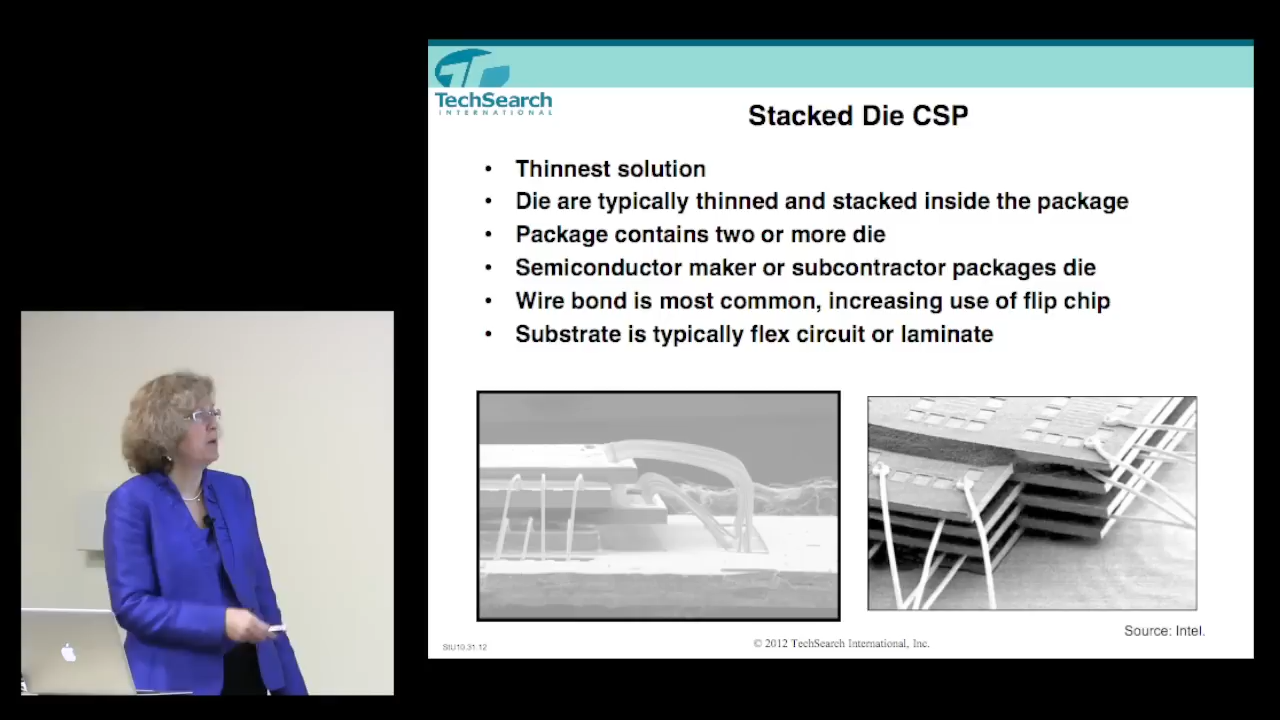 TechSearch
INTERNATIONAL
Stacked Die CSP
• Thinnest solution
• Die are typically thinned and stacked inside the package
• Package contains two or more die
• Semiconductor maker or subcontractor packages die
• Wire bond is most common, increasing use of flip chip
• Substrate is typically flex circuit or laminate
Source: Intel.
StU10.31.12
© 2012 TechSearch International, Inc.